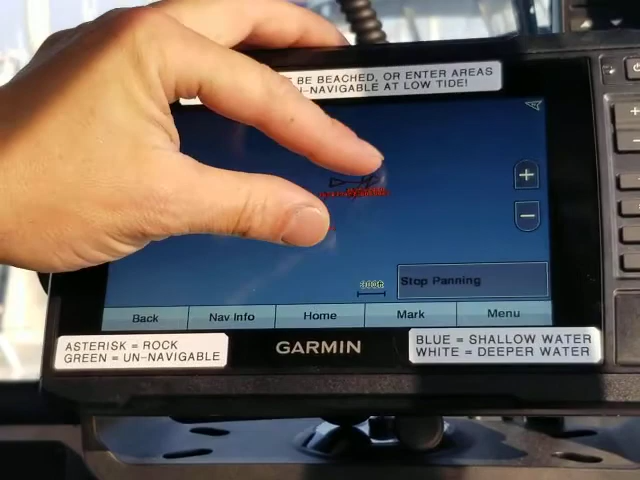 BE BEACHED, OR ENTER AREAS
-NAVIGABLE AT LOW TIDE!
+
−
300ft
Stop Panning
Back Nav Info Home Mark Menu
ASTERISK = ROCK
GREEN = UN-NAVIGABLE
GARMIN
BLUE = SHALLOW WATER
WHITE = DEEPER WATER